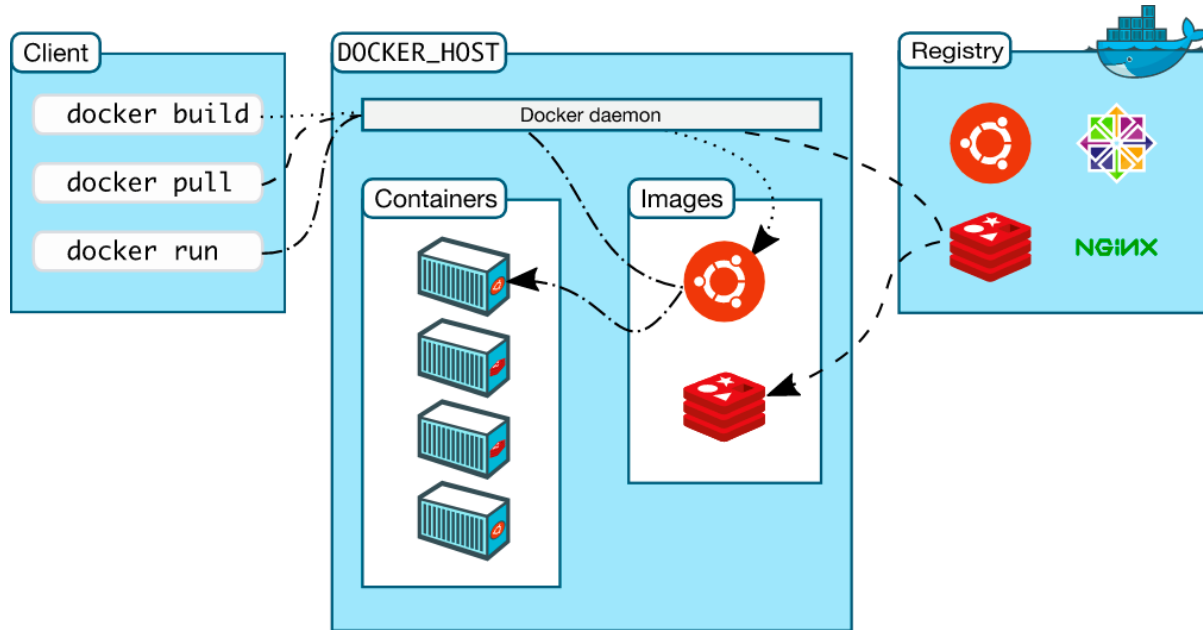 Client
docker build
docker pull
docker run
DOCKER_HOST
Docker daemon
Containers
Images
Registry
NGINX